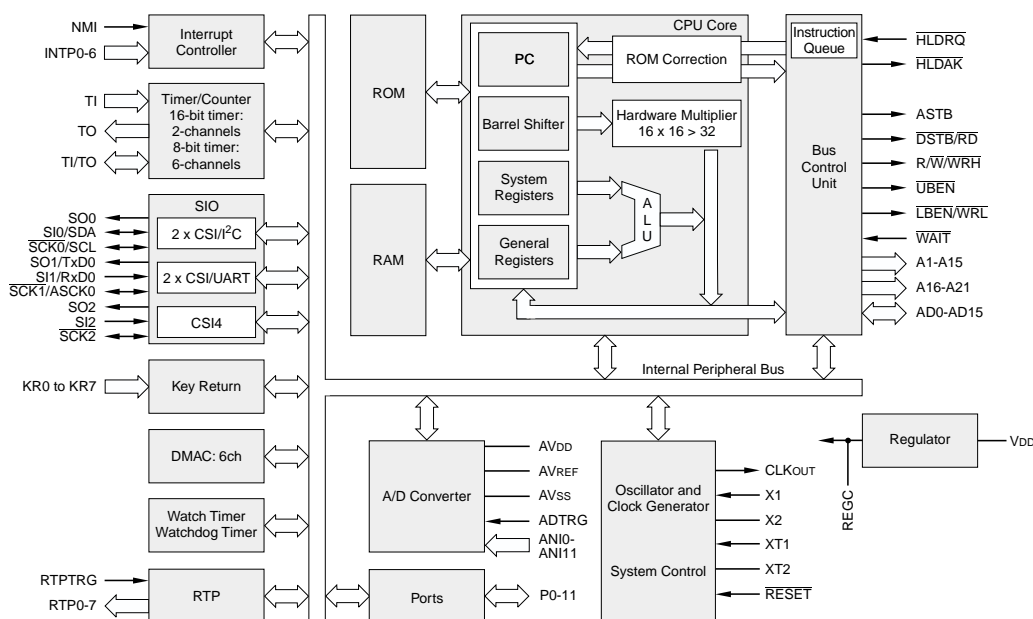 NMI
INTP0-6
Interrupt
Controller
TI
TO
TI/TO
Timer/Counter
16-bit timer:
2-channels
8-bit timer:
6-channels
SIO
SO0
SI0/SDA
SCK0/SCL
2 x CSI/I2C
SO1/TxD0
SI1/RxD0
SCK1/ASCK0
2 x CSI/UART
SO2
SI2
SCK2
CSI4
KR0 to KR7
Key Return
DMAC: 6ch
Watch Timer
Watchdog Timer
RTPTRG
RTP0-7
RTP
ROM
RAM
CPU Core
PC
ROM Correction
Barrel Shifter
Hardware Multiplier
16 x 16 > 32
System
Registers
General
Registers
ALU
Instruction
Queue
Bus
Control
Unit
HLDRQ
HLDAK
ASTB
DSTB/RD
R/W/WRH
UBEN
LBEN/WRL
WAIT
A1-A15
A16-A21
AD0-AD15
Internal Peripheral Bus
A/D Converter
AVDD
AVREF
AVSS
ADTRG
ANI0-
ANI11
Ports
P0-11
Oscillator and
Clock Generator
System Control
CLKOUT
X1
X2
XT1
XT2
RESET
Regulator
VDD
REGC